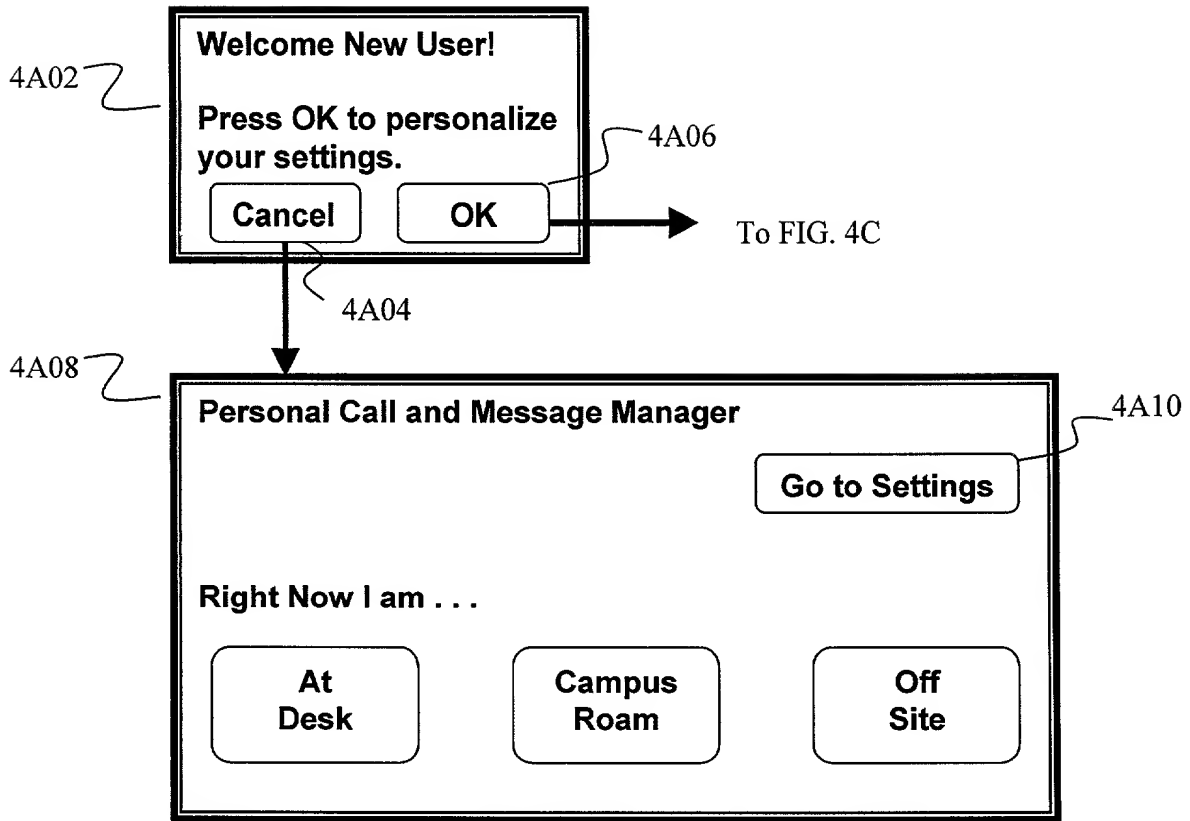 Welcome New User!
4A02
Press OK to personalize
your settings.
4A06
Cancel
OK
To FIG. 4C
4A04
4A08
Personal Call and Message Manager
4A10
Go to Settings
Right Now I am . . .
At
Desk
Campus
Roam
Off
Site